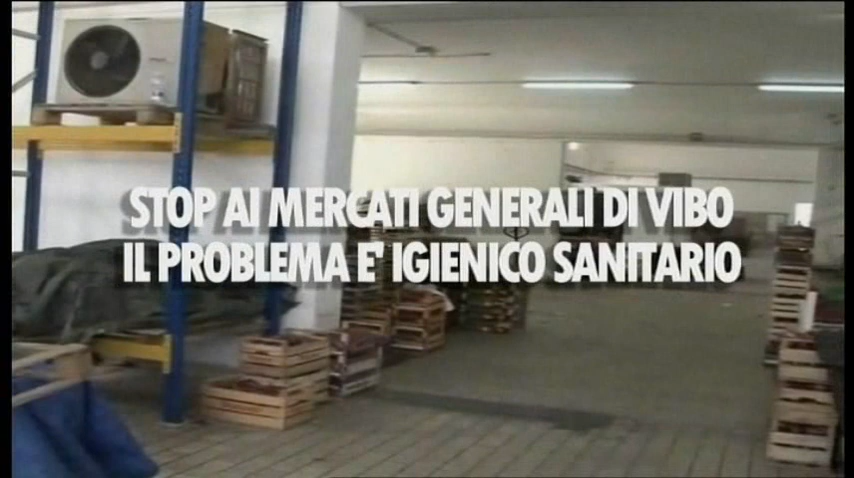 STOP AI MERCATI GENERALI DI VIBO
IL PROBLEMA E' IGIENICO SANITARIO